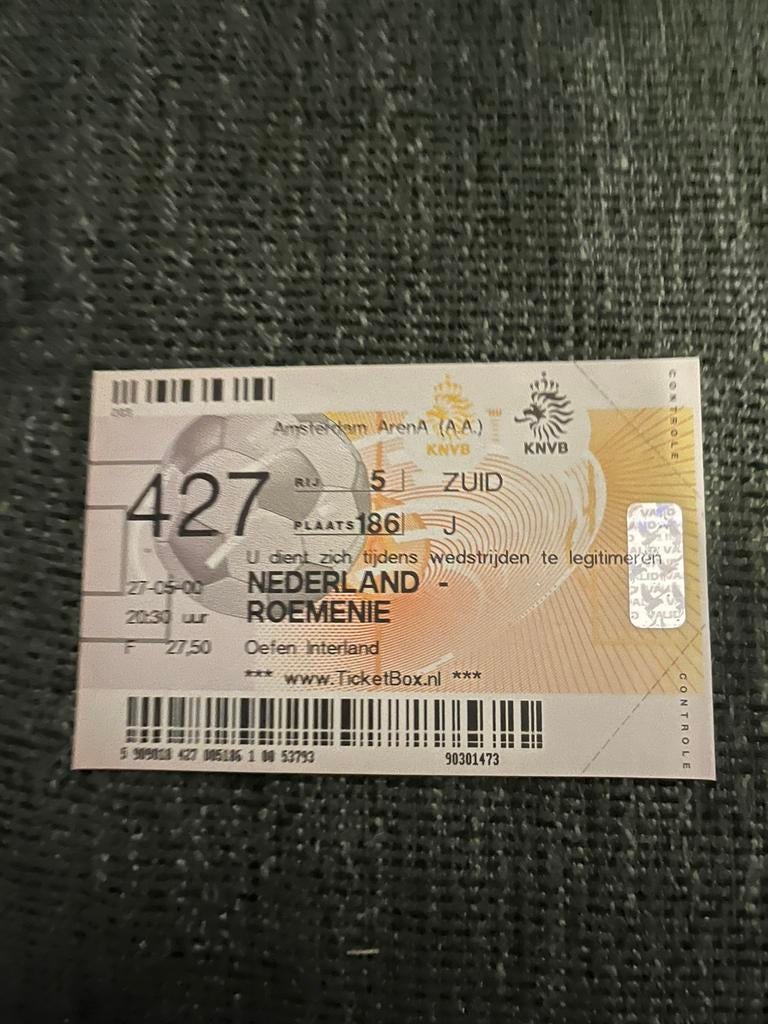 Amsterdam ArenA (A.A.)
KNVB
KNVB
427 RIJ 5 ZUID
PLAATS 186 J
U dient zich tijdens wedstrijden te legitimeren
27-05-00 NEDERLAND -
20:30 uur ROEMENIE
F 27,50 Oefen Interland
*** www.TicketBox.nl ***
5 909018 427 005186 1 00 53793 90301473
CONTROLE
CONTROLE
VALID